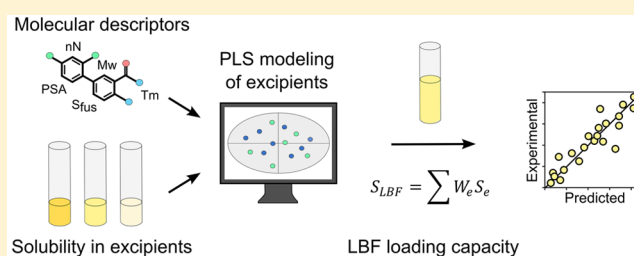 Molecular descriptors
nN
Mw
PSA
Sfus
Tm
Solubility in excipients
PLS modeling
of excipients
S_LBF = ∑ W_e S_e
LBF loading capacity
Experimental
Predicted